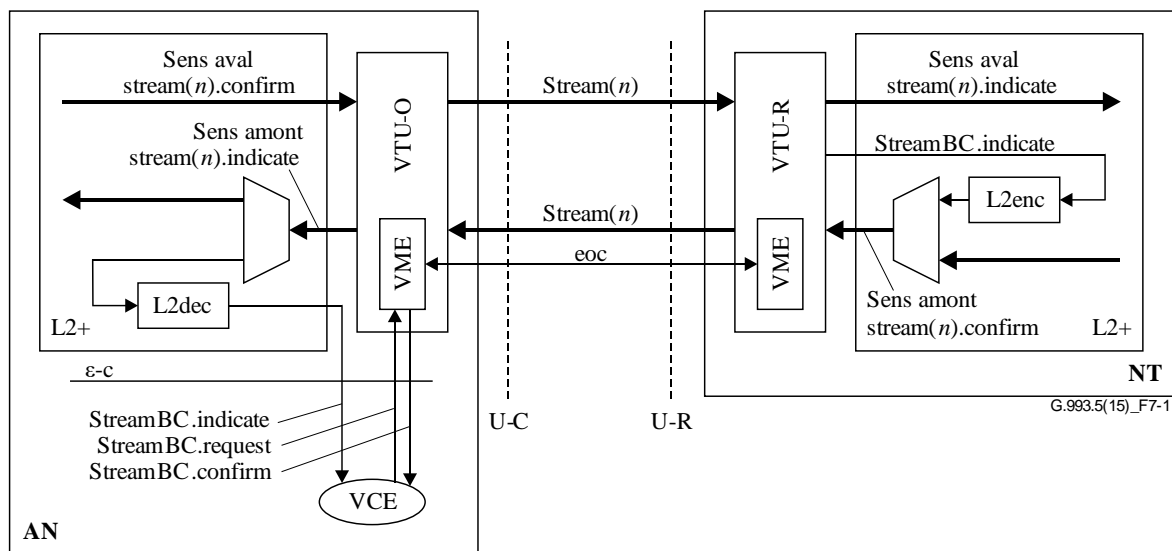 Sens aval
stream(n).confirm
Sens amont
stream(n).indicate
VTU-O
VME
L2dec
L2+
ε-c
StreamBC.indicate
StreamBC.request
StreamBC.confirm
VCE
AN
Stream(n)
Stream(n)
eoc
U-C
U-R
VTU-R
VME
Sens aval
stream(n).indicate
StreamBC.indicate
L2enc
Sens amont
stream(n).confirm
L2+
NT
G.993.5(15)_F7-1